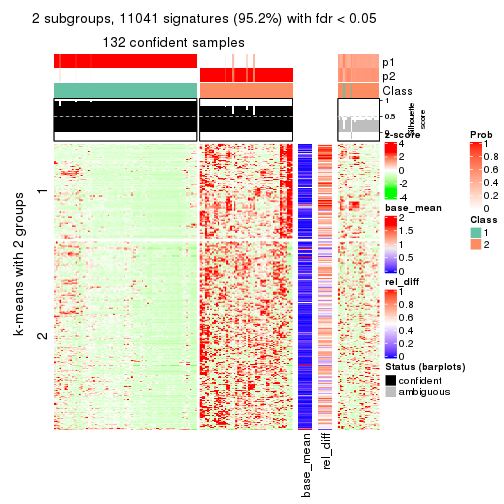 2 subgroups, 11041 signatures (95.2%) with fdr < 0.05
132 confident samples
p1
p2
Class
1
0.5
0
Silhouette
score
k-means with 2 groups
1
2
base_mean
rel_diff
z-score
4
2
0
-2
-4
base_mean
2
1.5
1
0.5
0
rel_diff
1
0.8
0.6
0.4
0.2
0
Status (barplots)
confident
ambiguous
Prob
1
0.8
0.6
0.4
0.2
0
Class
1
2